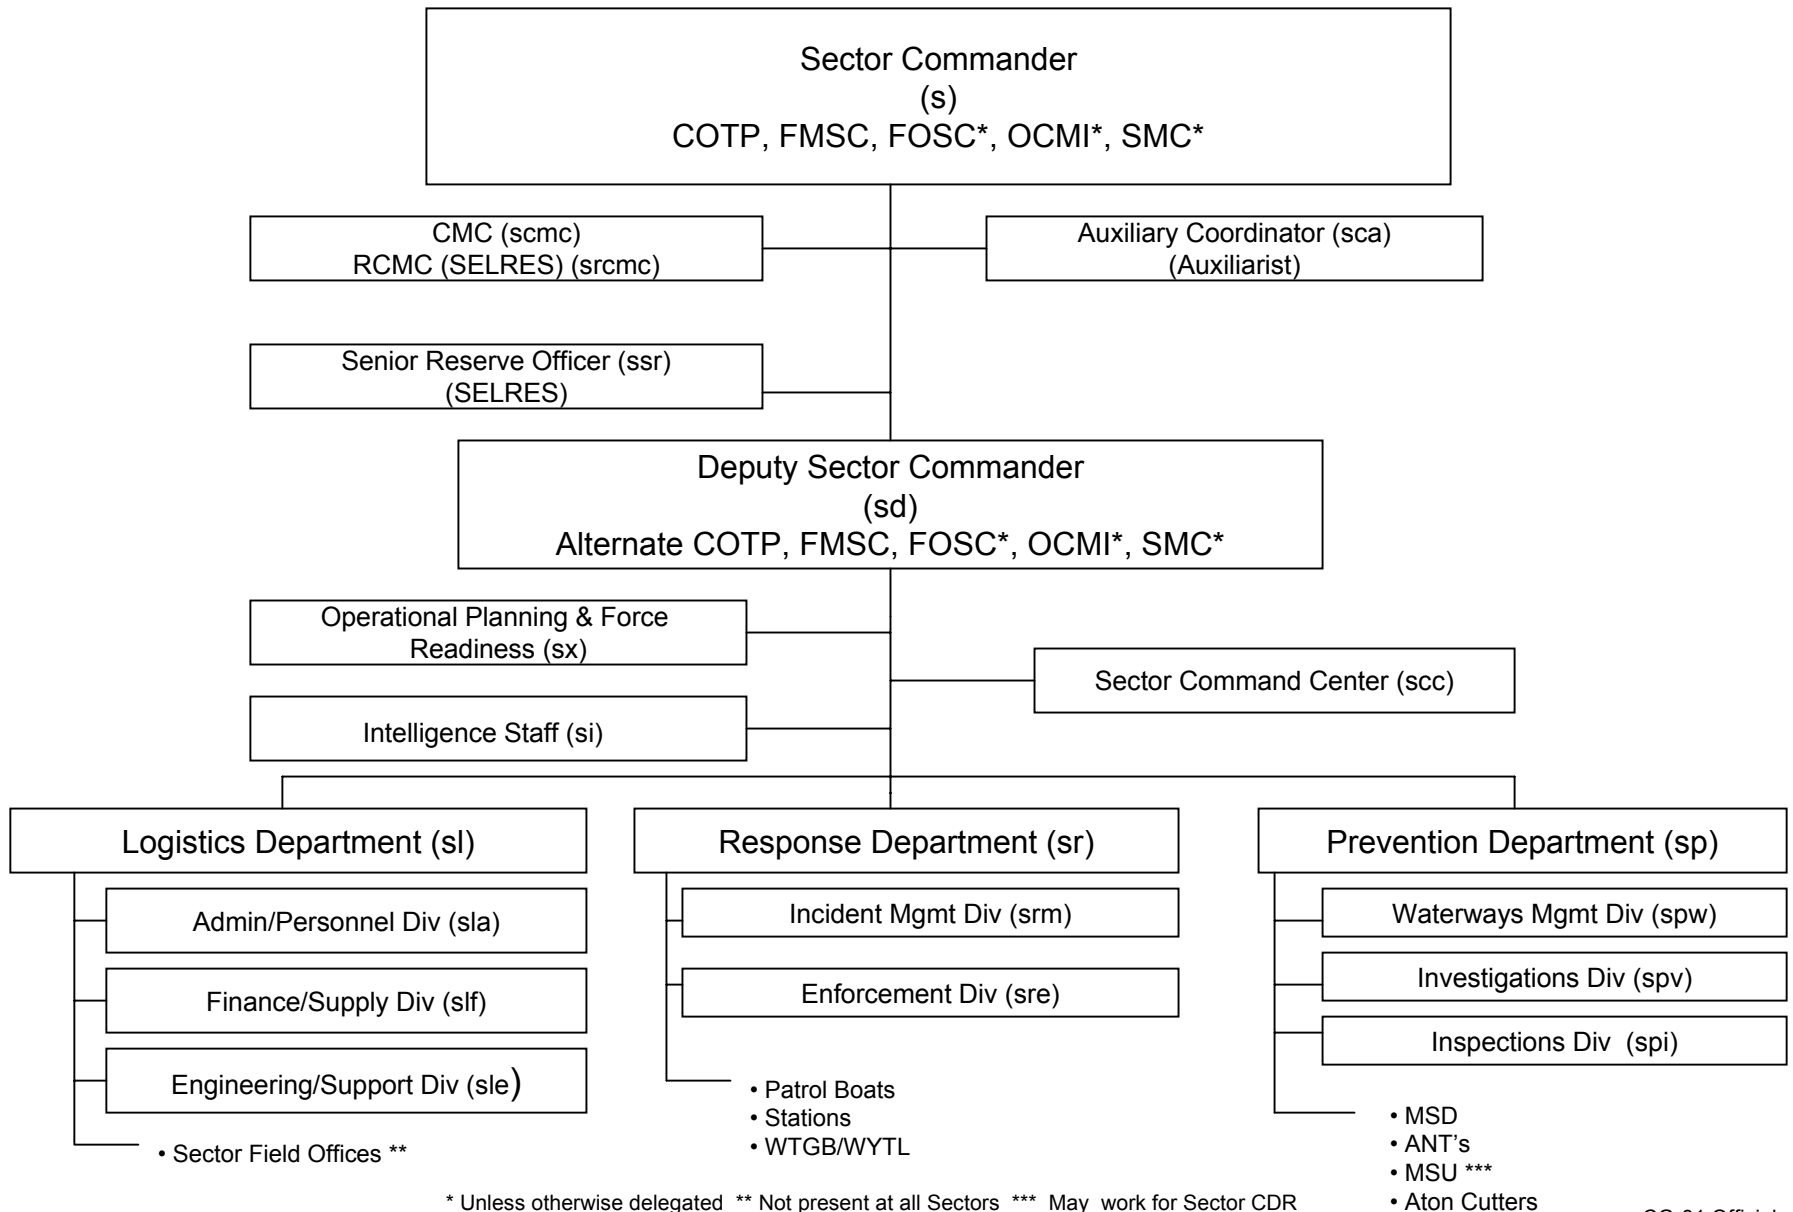 Sector Commander
(s)
COTP, FMSC, FOSC*, OCMI*, SMC*
CMC (scmc)
RCMC (SELRES) (srcmc)
Auxiliary Coordinator (sca)
(Auxiliarist)
Senior Reserve Officer (ssr)
(SELRES)
Deputy Sector Commander
(sd)
Alternate COTP, FMSC, FOSC*, OCMI*, SMC*
Operational Planning & Force
Readiness (sx)
Sector Command Center (scc)
Intelligence Staff (si)
Logistics Department (sl)
Admin/Personnel Div (sla)
Finance/Supply Div (slf)
Engineering/Support Div (sle)
• Sector Field Offices **
Response Department (sr)
Incident Mgmt Div (srm)
Enforcement Div (sre)
• Patrol Boats
• Stations
• WTGB/WYTL
Prevention Department (sp)
Waterways Mgmt Div (spw)
Investigations Div (spv)
Inspections Div (spi)
• MSD
• ANT's
• MSU ***
• Aton Cutters
* Unless otherwise delegated ** Not present at all Sectors *** May work for Sector CDR